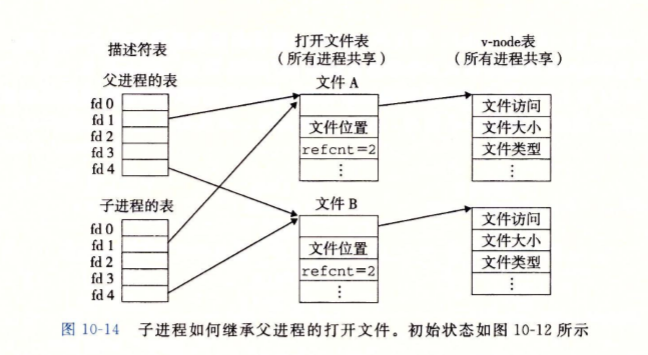 描述符表
父进程的表
fd 0
fd 1
fd 2
fd 3
fd 4
子进程的表
fd 0
fd 1
fd 2
fd 3
fd 4
打开文件表
(所有进程共享)
文件 A
文件位置
refcnt=2
⋮
文件 B
文件位置
refcnt=2
⋮
v-node表
(所有进程共享)
文件访问
文件大小
文件类型
⋮
文件访问
文件大小
文件类型
⋮
图 10-14 子进程如何继承父进程的打开文件。初始状态如图 10-12 所示